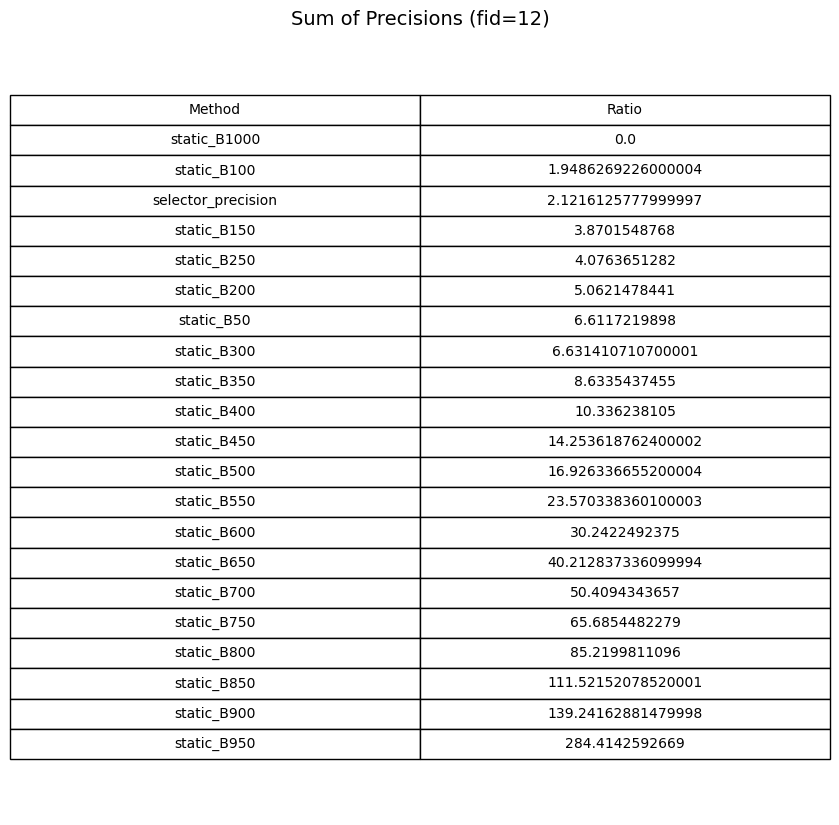 Sum of Precisions (fid=12)
Method Ratio
static_B1000 0.0
static_B100 1.9486269226000004
selector_precision 2.1216125777999997
static_B150 3.8701548768
static_B250 4.0763651282
static_B200 5.0621478441
static_B50 6.6117219898
static_B300 6.631410710700001
static_B350 8.6335437455
static_B400 10.336238105
static_B450 14.253618762400002
static_B500 16.926336655200004
static_B550 23.570338360100003
static_B600 30.2422492375
static_B650 40.212837336099994
static_B700 50.4094343657
static_B750 65.6854482279
static_B800 85.2199811096
static_B850 111.52152078520001
static_B900 139.24162881479998
static_B950 284.4142592669